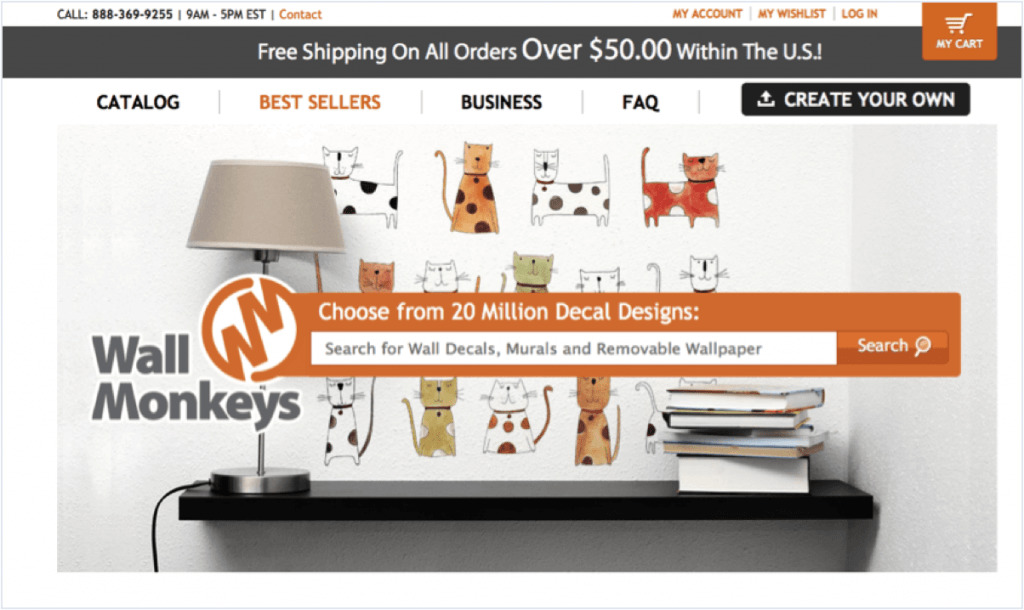 CALL: 888-369-9255 | 9AM - 5PM EST | Contact
MY ACCOUNT | MY WISHLIST | LOG IN
MY CART
Free Shipping On All Orders Over $50.00 Within The U.S.!
CATALOG
BEST SELLERS
BUSINESS
FAQ
CREATE YOUR OWN
Wall
Monkeys
Choose from 20 Million Decal Designs:
Search for Wall Decals, Murals and Removable Wallpaper
Search